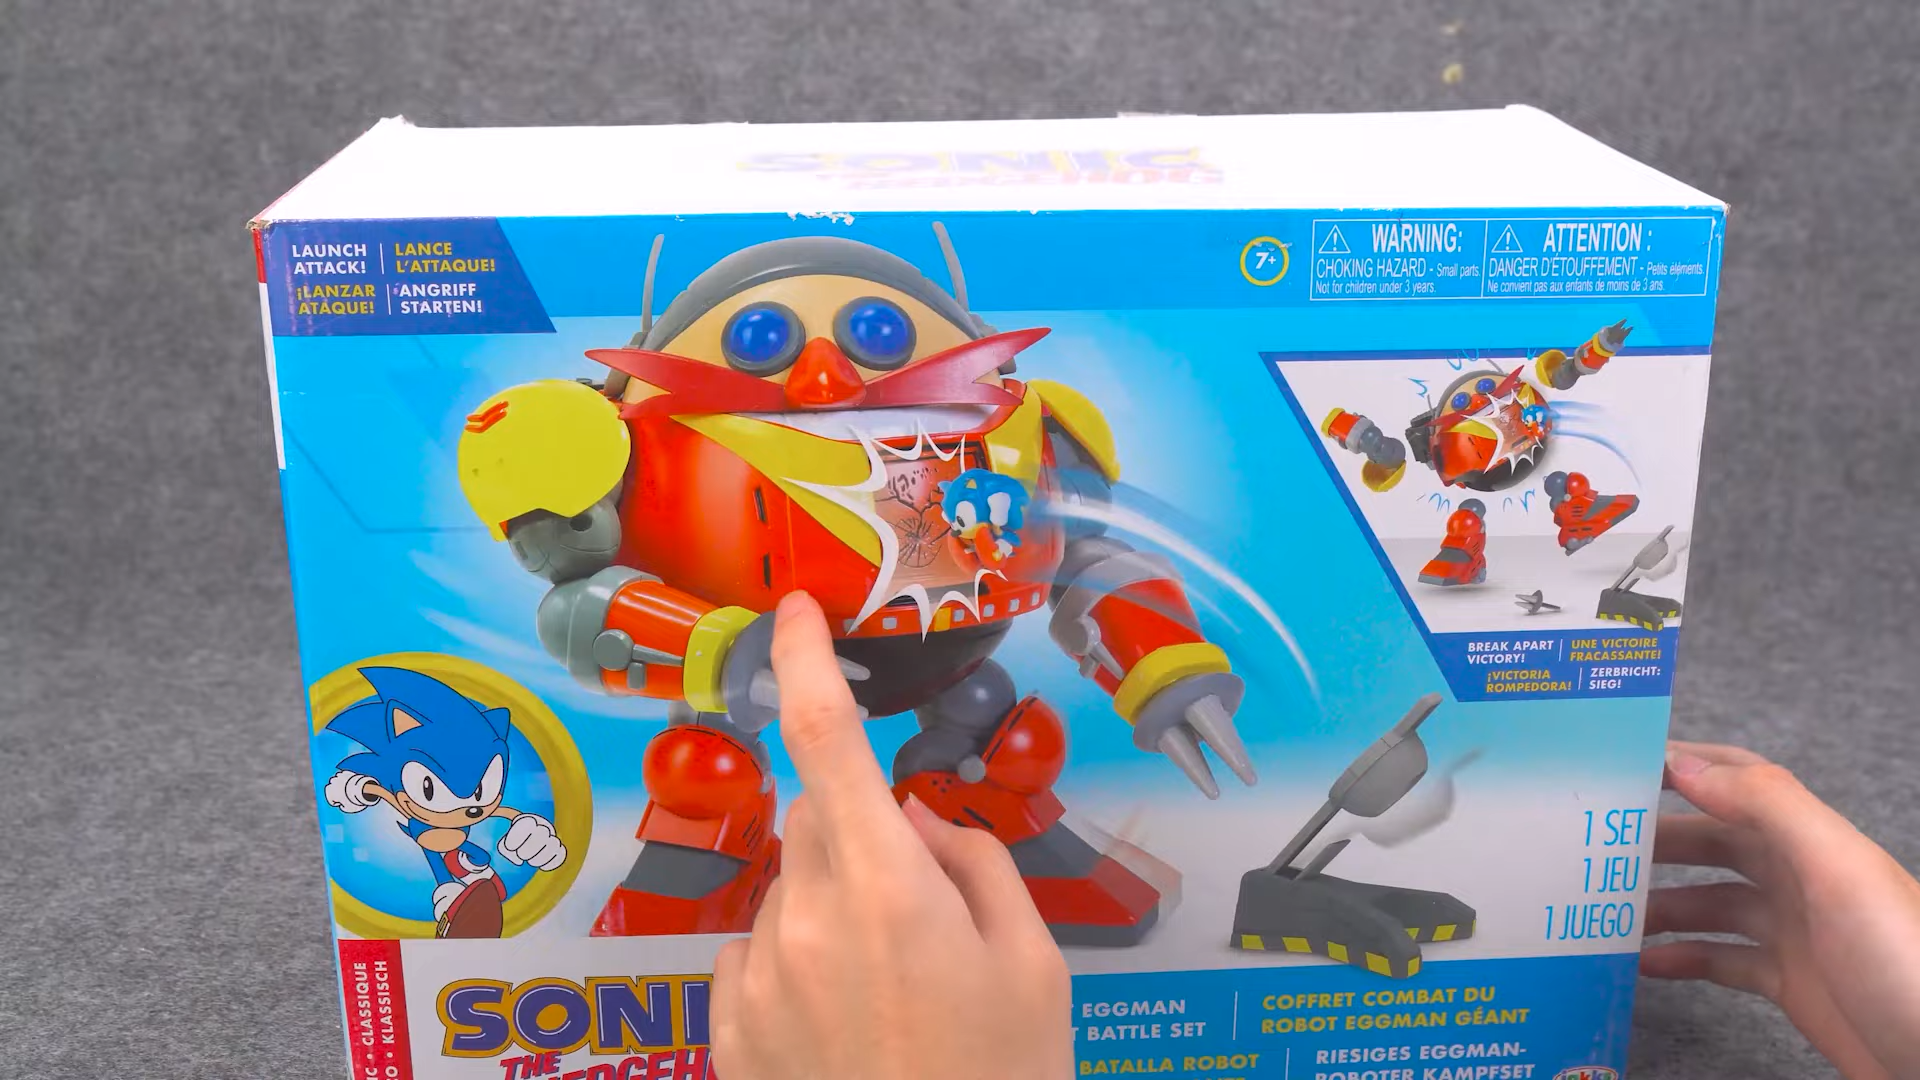 SONIC
LAUNCH ATTACK!
LANCE L'ATTAQUE!
¡LANZAR ATAQUE!
ANGRIFF STARTEN!
7+
WARNING:
CHOKING HAZARD - Small parts.
Not for children under 3 years.
ATTENTION :
DANGER D'ÉTOUFFEMENT - Petits éléments.
Ne convient pas aux enfants de moins de 3 ans.
BREAK APART VICTORY!
UNE VICTOIRE FRACASSANTE!
¡VICTORIA ROMPEDORA!
ZERBRICHT: SIEG!
1 SET
1 JEU
1 JUEGO
CLASSIQUE
KLASSISCH
SONI
THE
EGGMAN
BATTLE SET
COFFRET COMBAT DU
ROBOT EGGMAN GÉANT
BATALLA ROBOT
RIESIGES EGGMAN-
ROBOTER KAMPFSET